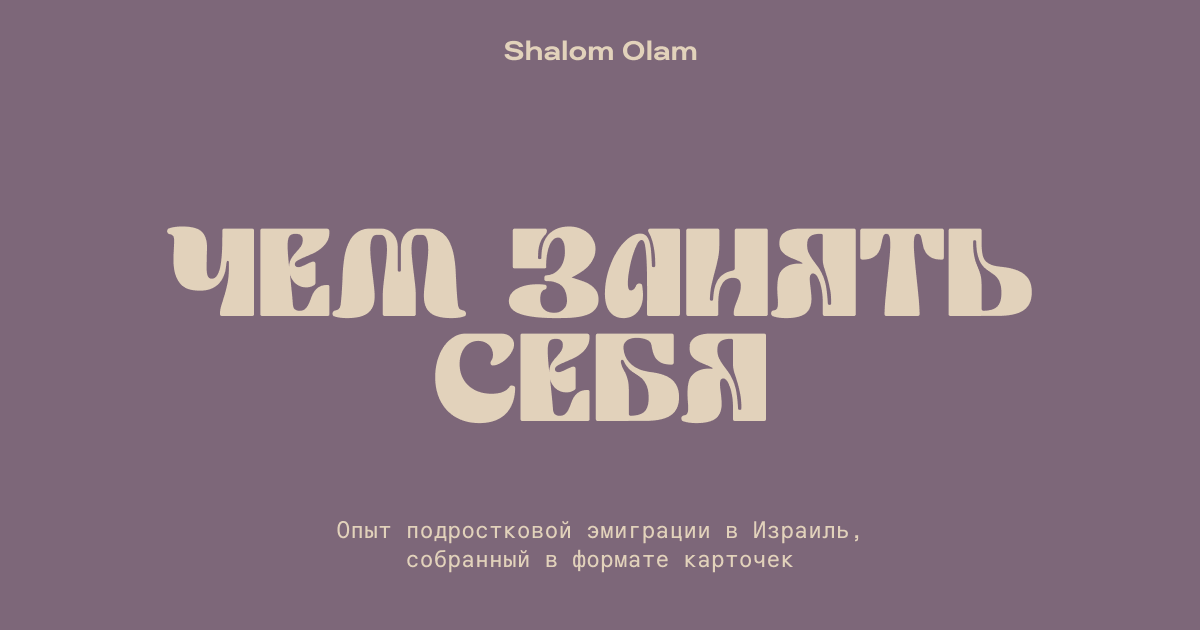 Shalom Olam
ЧЕМ ЗАНЯТЬ
СЕБЯ
Опыт подростковой эмиграции в Израиль,
собранный в формате карточек